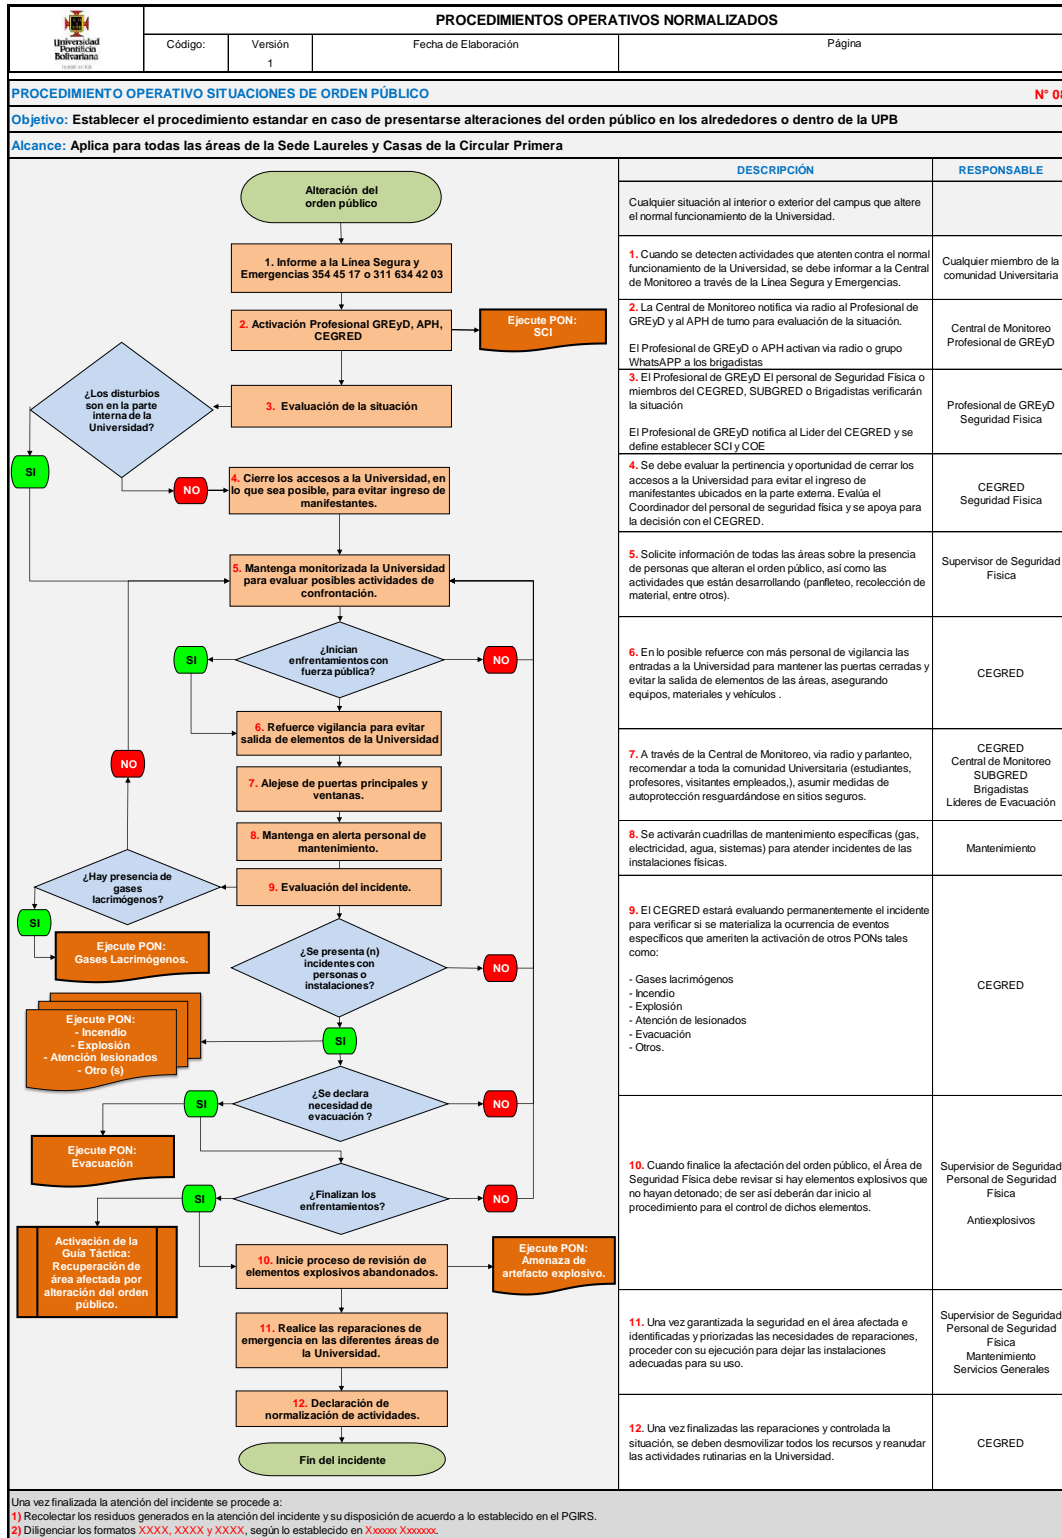 Universidad
Pontificia
Bolivariana
PROCEDIMIENTOS OPERATIVOS NORMALIZADOS
Código:
Versión
1
Fecha de Elaboración
Página
PROCEDIMIENTO OPERATIVO SITUACIONES DE ORDEN PÚBLICO
N° 08
Objetivo: Establecer el procedimiento estandar en caso de presentarse alteraciones del orden público en los alrededores o dentro de la UPB
Alcance: Aplica para todas las áreas de la Sede Laureles y Casas de la Circular Primera
Alteración del
orden público
1. Informe a la Línea Segura y
Emergencias 354 45 17 o 311 634 42 03
2. Activación Profesional GREyD, APH,
CEGRED
Ejecute PON:
SCI
¿Los disturbios
son en la parte
interna de la
Universidad?
3. Evaluación de la situación
SI
NO
4. Cierre los accesos a la Universidad, en
lo que sea posible, para evitar ingreso de
manifestantes.
5. Mantenga monitorizada la Universidad
para evaluar posibles actividades de
confrontación.
¿Inician
enfrentamientos con
fuerza pública?
SI
NO
6. Refuerce vigilancia para evitar
salida de elementos de la Universidad
7. Alejese de puertas principales y
ventanas.
NO
8. Mantenga en alerta personal de
mantenimiento.
¿Hay presencia de
gases
lacrimógenos?
9. Evaluación del incidente.
SI
Ejecute PON:
Gases Lacrimógenos.
¿Se presenta (n)
incidentes con
personas o
instalaciones?
NO
Ejecute PON:
- Incendio
- Explosión
- Atención lesionados
- Otro (s)
SI
¿Se declara
necesidad de
evacuación ?
SI
NO
Ejecute PON:
Evacuación
¿Finalizan los
enfrentamientos?
SI
NO
Activación de la
Guía Táctica:
Recuperación de
área afectada por
alteración del orden
público.
10. Inicie proceso de revisión de
elementos explosivos abandonados.
Ejecute PON:
Amenaza de
artefacto explosivo.
11. Realice las reparaciones de
emergencia en las diferentes áreas de
la Universidad.
12. Declaración de
normalización de actividades.
Fin del incidente
DESCRIPCIÓN
RESPONSABLE
Cualquier situación al interior o exterior del campus que altere
el normal funcionamiento de la Universidad.
1. Cuando se detecten actividades que atenten contra el normal
funcionamiento de la Universidad, se debe informar a la Central
de Monitoreo a través de la Línea Segura y Emergencias.
Cualquier miembro de la
comunidad Universitaria
2. La Central de Monitoreo notifica via radio al Profesional de
GREyD y al APH de turno para evaluación de la situación.
El Profesional de GREyD o APH activan via radio o grupo
WhatsAPP a los brigadistas
Central de Monitoreo
Profesional de GREyD
3. El Profesional de GREyD El personal de Seguridad Física o
miembros del CEGRED, SUBGRED o Brigadistas verificarán
la situación
El Profesional de GREyD notifica al Lider del CEGRED y se
define establecer SCI y COE
Profesional de GREyD
Seguridad Fisica
4. Se debe evaluar la pertinencia y oportunidad de cerrar los
accesos a la Universidad para evitar el ingreso de
manifestantes ubicados en la parte externa. Evalúa el
Coordinador del personal de seguridad física y se apoya para
la decisión con el CEGRED.
CEGRED
Seguridad Fisica
5. Solicite información de todas las áreas sobre la presencia
de personas que alteran el orden público, así como las
actividades que están desarrollando (panfleteo, recolección de
material, entre otros).
Supervisor de Seguridad
Fisica
6. En lo posible refuerce con más personal de vigilancia las
entradas a la Universidad para mantener las puertas cerradas y
evitar la salida de elementos de las áreas, asegurando
equipos, materiales y vehículos .
CEGRED
7. A través de la Central de Monitoreo, via radio y parlanteo,
recomendar a toda la comunidad Universitaria (estudiantes,
profesores, visitantes empleados,), asumir medidas de
autoprotección resguardándose en sitios seguros.
CEGRED
Central de Monitoreo
SUBGRED
Brigadistas
Líderes de Evacuación
8. Se activarán cuadrillas de mantenimiento específicas (gas,
electricidad, agua, sistemas) para atender incidentes de las
instalaciones físicas.
Mantenimiento
9. El CEGRED estará evaluando permanentemente el incidente
para verificar si se materializa la ocurrencia de eventos
específicos que ameriten la activación de otros PONs tales
como:
- Gases lacrimógenos
- Incendio
- Explosión
- Atención de lesionados
- Evacuación
- Otros.
CEGRED
10. Cuando finalice la afectación del orden público, el Área de
Seguridad Física debe revisar si hay elementos explosivos que
no hayan detonado; de ser así deberán dar inicio al
procedimiento para el control de dichos elementos.
Supervisior de Seguridad
Personal de Seguridad
Física
Antiexplosivos
11. Una vez garantizada la seguridad en el área afectada e
identificadas y priorizadas las necesidades de reparaciones,
proceder con su ejecución para dejar las instalaciones
adecuadas para su uso.
Supervisior de Seguridad
Personal de Seguridad
Física
Mantenimiento
Servicios Generales
12. Una vez finalizadas las reparaciones y controlada la
situación, se deben desmovilizar todos los recursos y reanudar
las actividades rutinarias en la Universidad.
CEGRED
Una vez finalizada la atención del incidente se procede a:
1) Recolectar los residuos generados en la atención del incidente y su disposición de acuerdo a lo establecido en el PGIRS.
2) Diligenciar los formatos XXXX, XXXX y XXXX, según lo establecido en Xxxxxx Xxxxxxx.